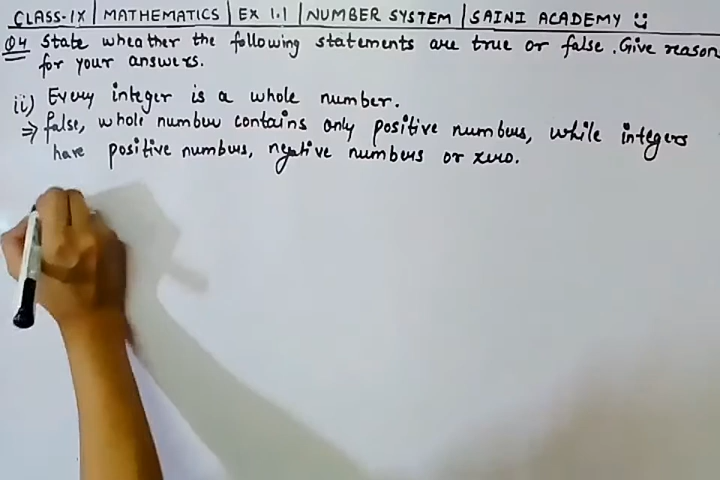 CLASS-IX | MATHEMATICS | EX 1.1 | NUMBER SYSTEM | SAINI ACADEMY
Q4 State wheather the following statements are true or false. Give reason
for your answers.
ii) Every integer is a whole number.
⇒ false, whole number contains only positive numbers, while integers
have positive numbers, negative numbers or zero.